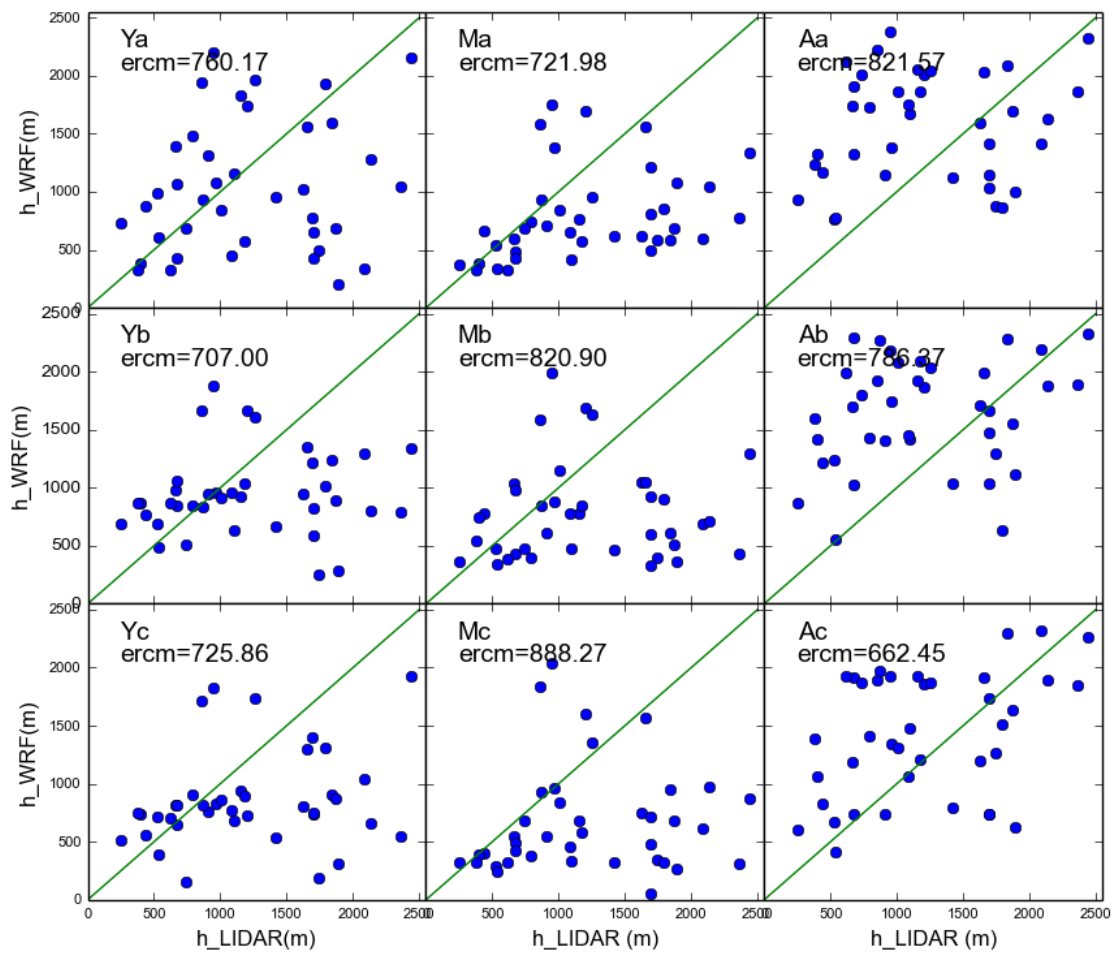 2500
Ya
ercm=760.17
Ma
ercm=721.98
Aa
ercm=821.57
2000
1500
h_WRF(m)
1000
500
0
2500
Yb
ercm=707.00
Mb
ercm=820.90
Ab
ercm=786.37
2000
1500
h_WRF(m)
1000
500
0
2500
Yc
ercm=725.86
Mc
ercm=888.27
Ac
ercm=662.45
2000
1500
h_WRF(m)
1000
500
0
0 500 1000 1500 2000 2500 0 500 1000 1500 2000 2500 0 500 1000 1500 2000 2500
h_LIDAR(m) h_LIDAR (m) h_LIDAR (m)